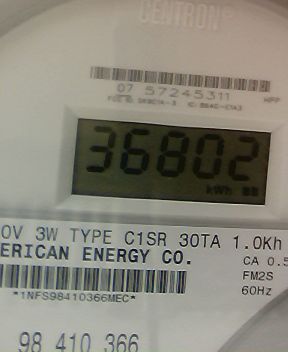 CENTRON
07 57245311
36802
kWh
0V 3W TYPE C1SR 30TA 1.0Kh
ERICAN ENERGY CO.
CA 0.5
FM2S
*1NFS98410366MEC*
60Hz
98 410 366